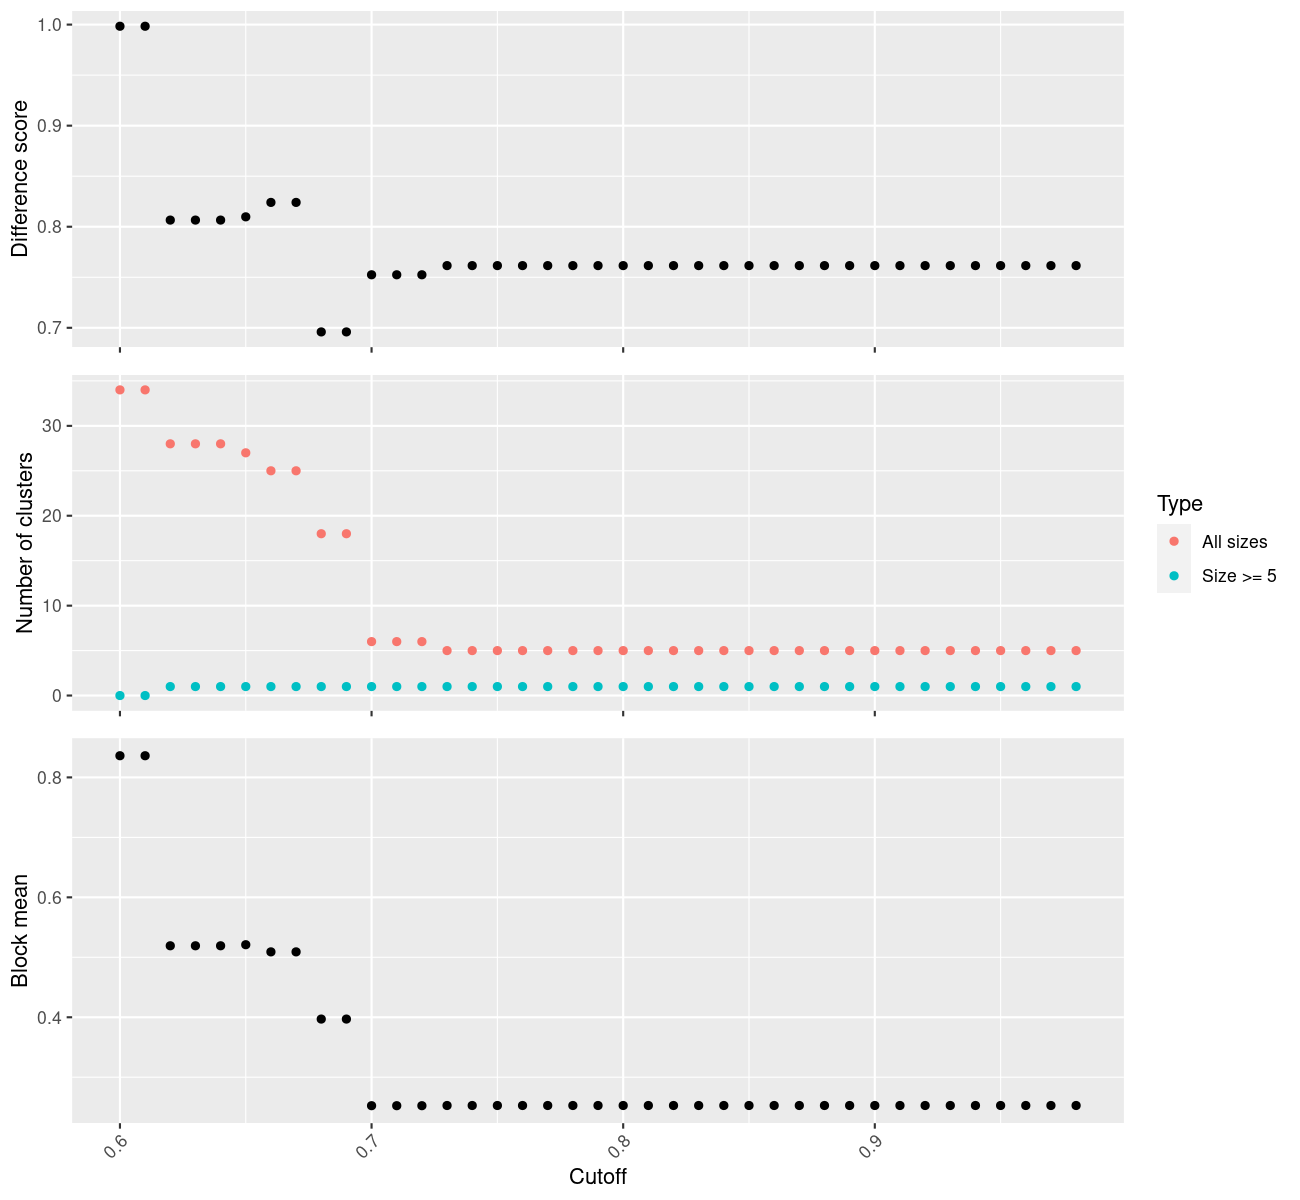 Difference score
1.0
0.9
0.8
0.7
Number of clusters
30
20
10
0
Type
All sizes
Size >= 5
Block mean
0.8
0.6
0.4
0.6
0.7
0.8
0.9
Cutoff